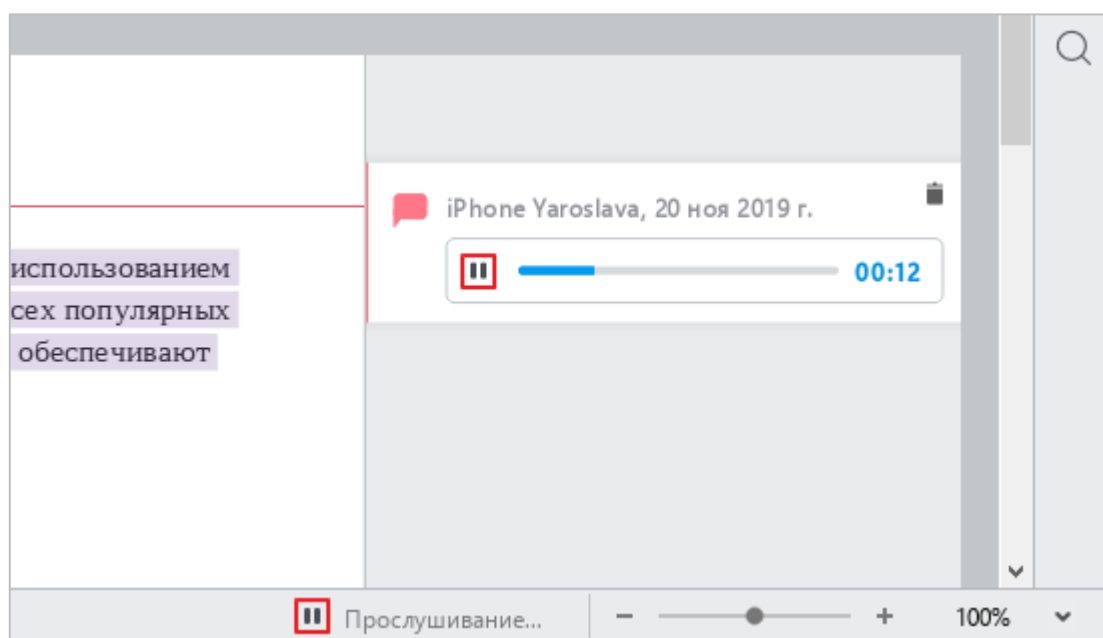 iPhone Yaroslava, 20 ноя 2019 г.
00:12
использованием
сех популярных
обеспечивают
Прослушивание...
− + 100%